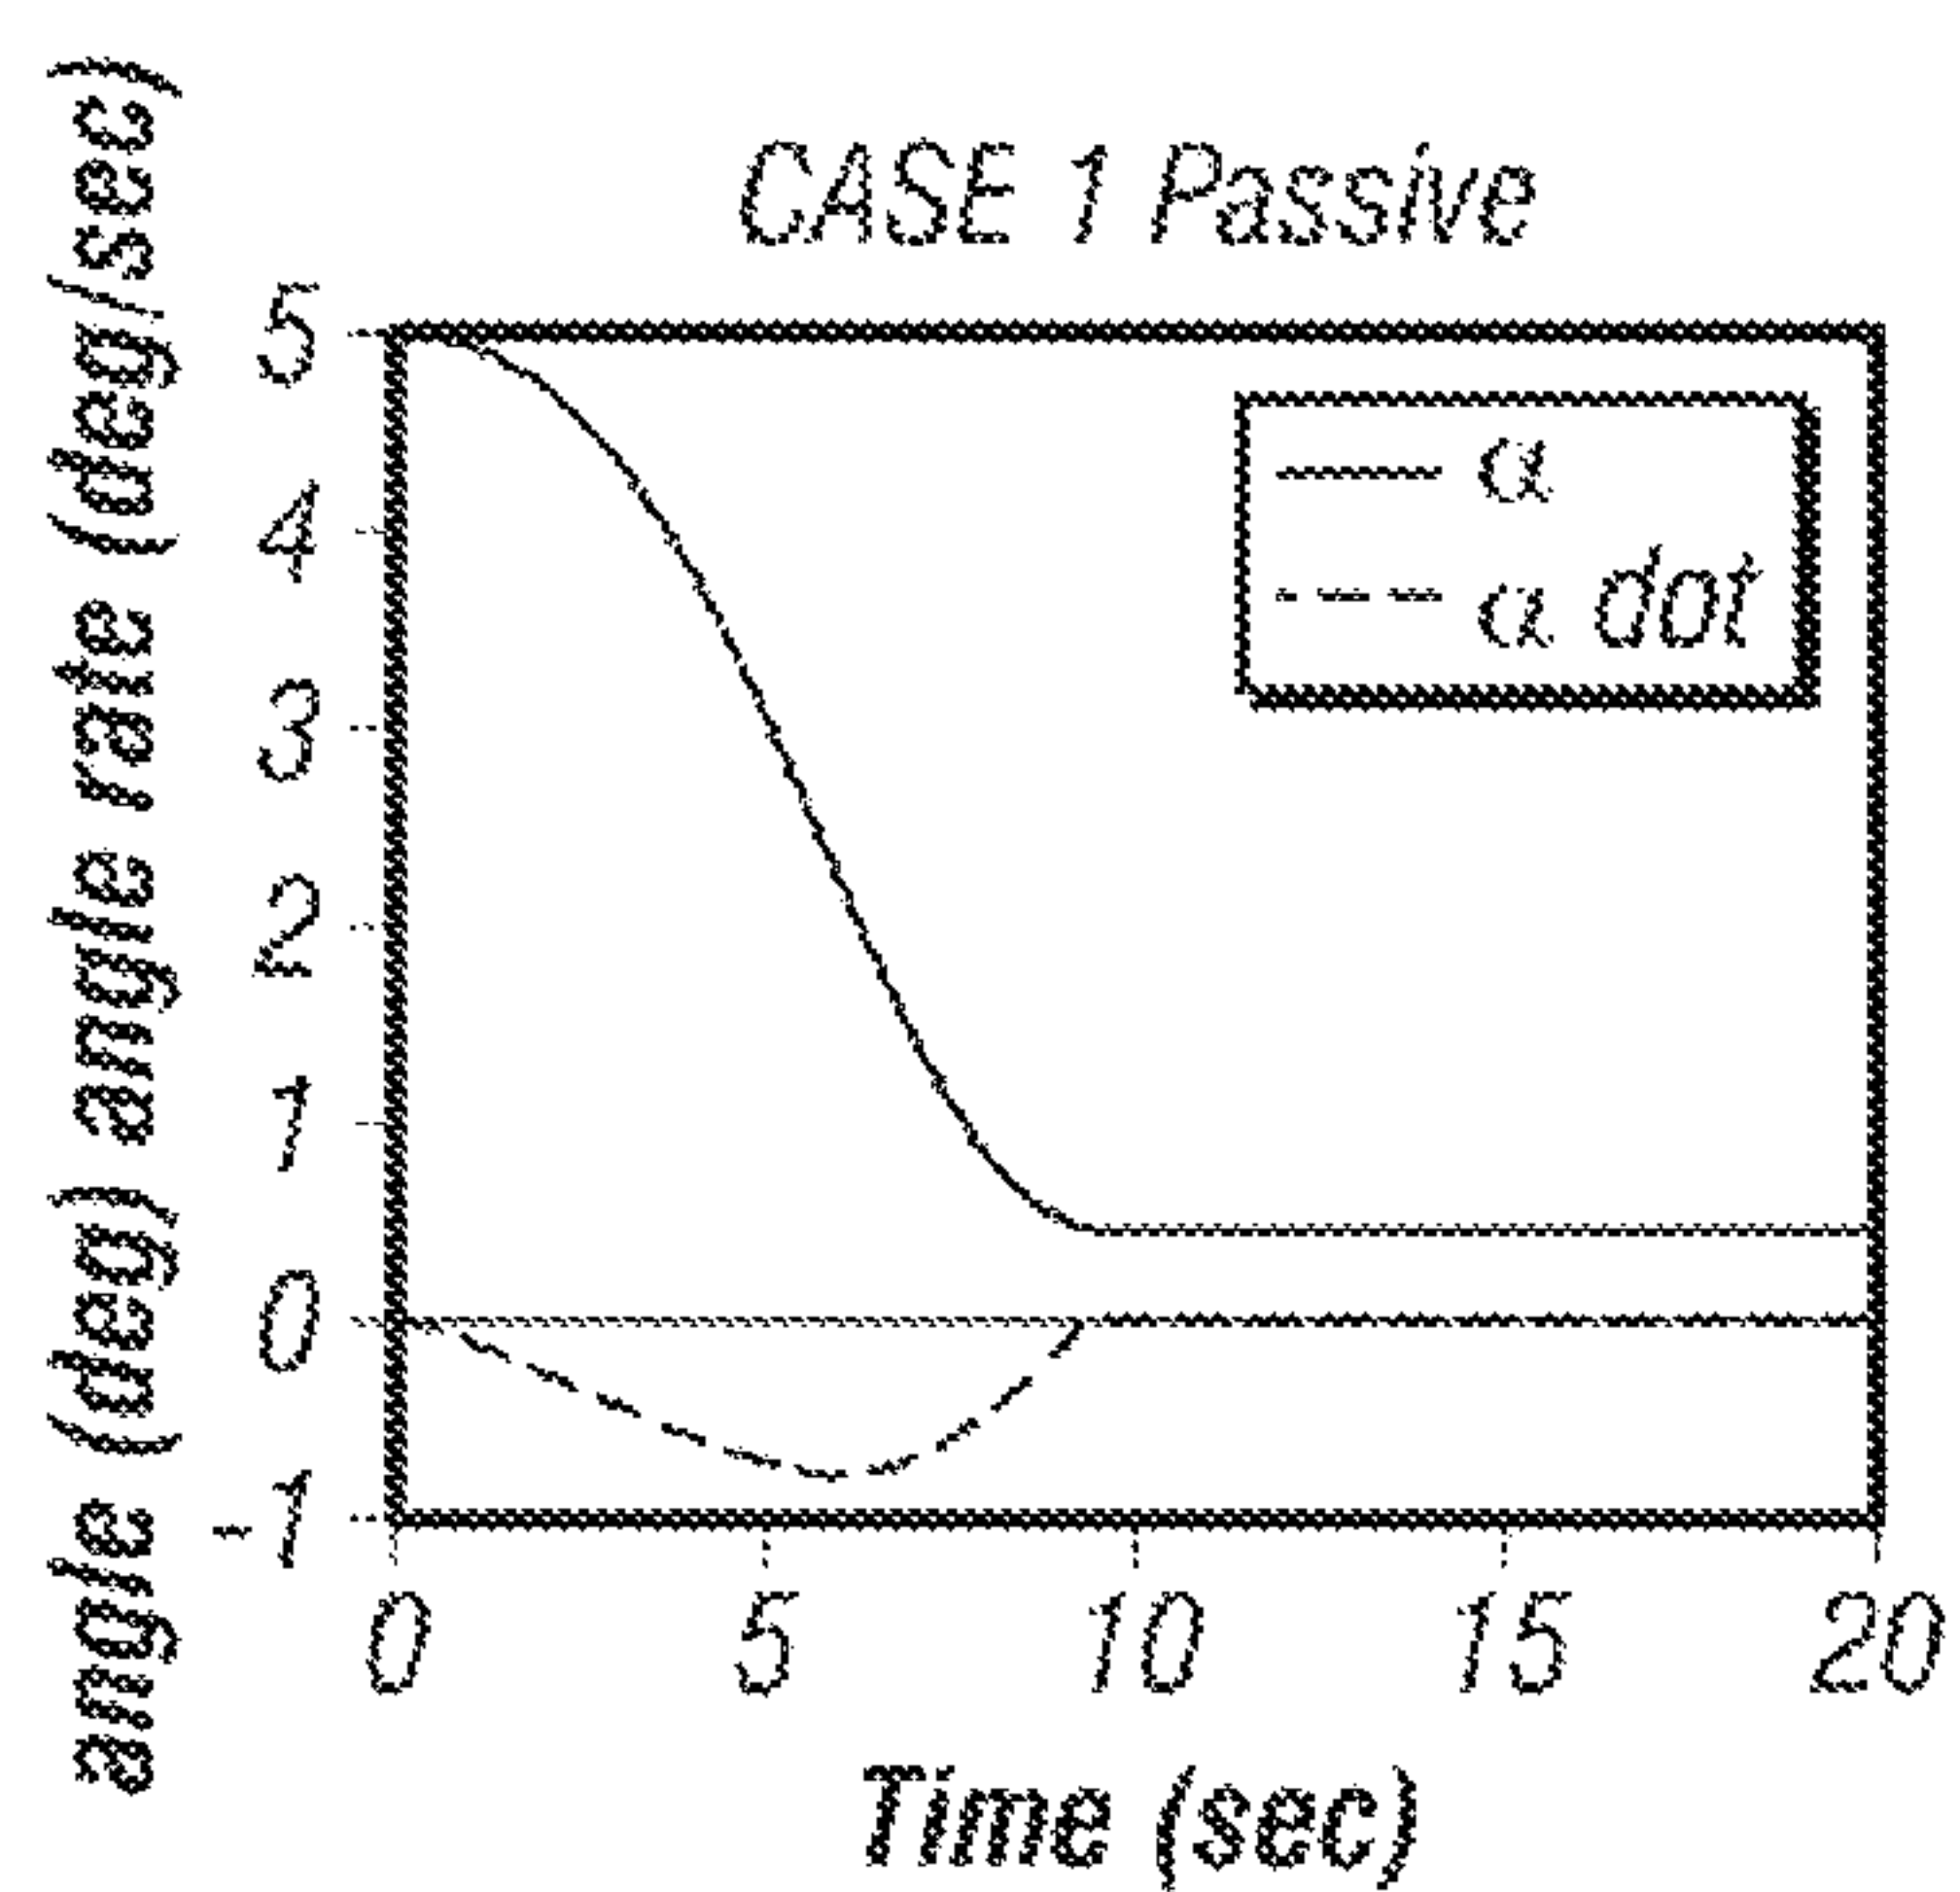 CASE 1 Passive
angle (deg) angle rate (deg/sec)
5
4
3
2
1
0
-1
α
α dot
0 5 10 15 20
Time (sec)